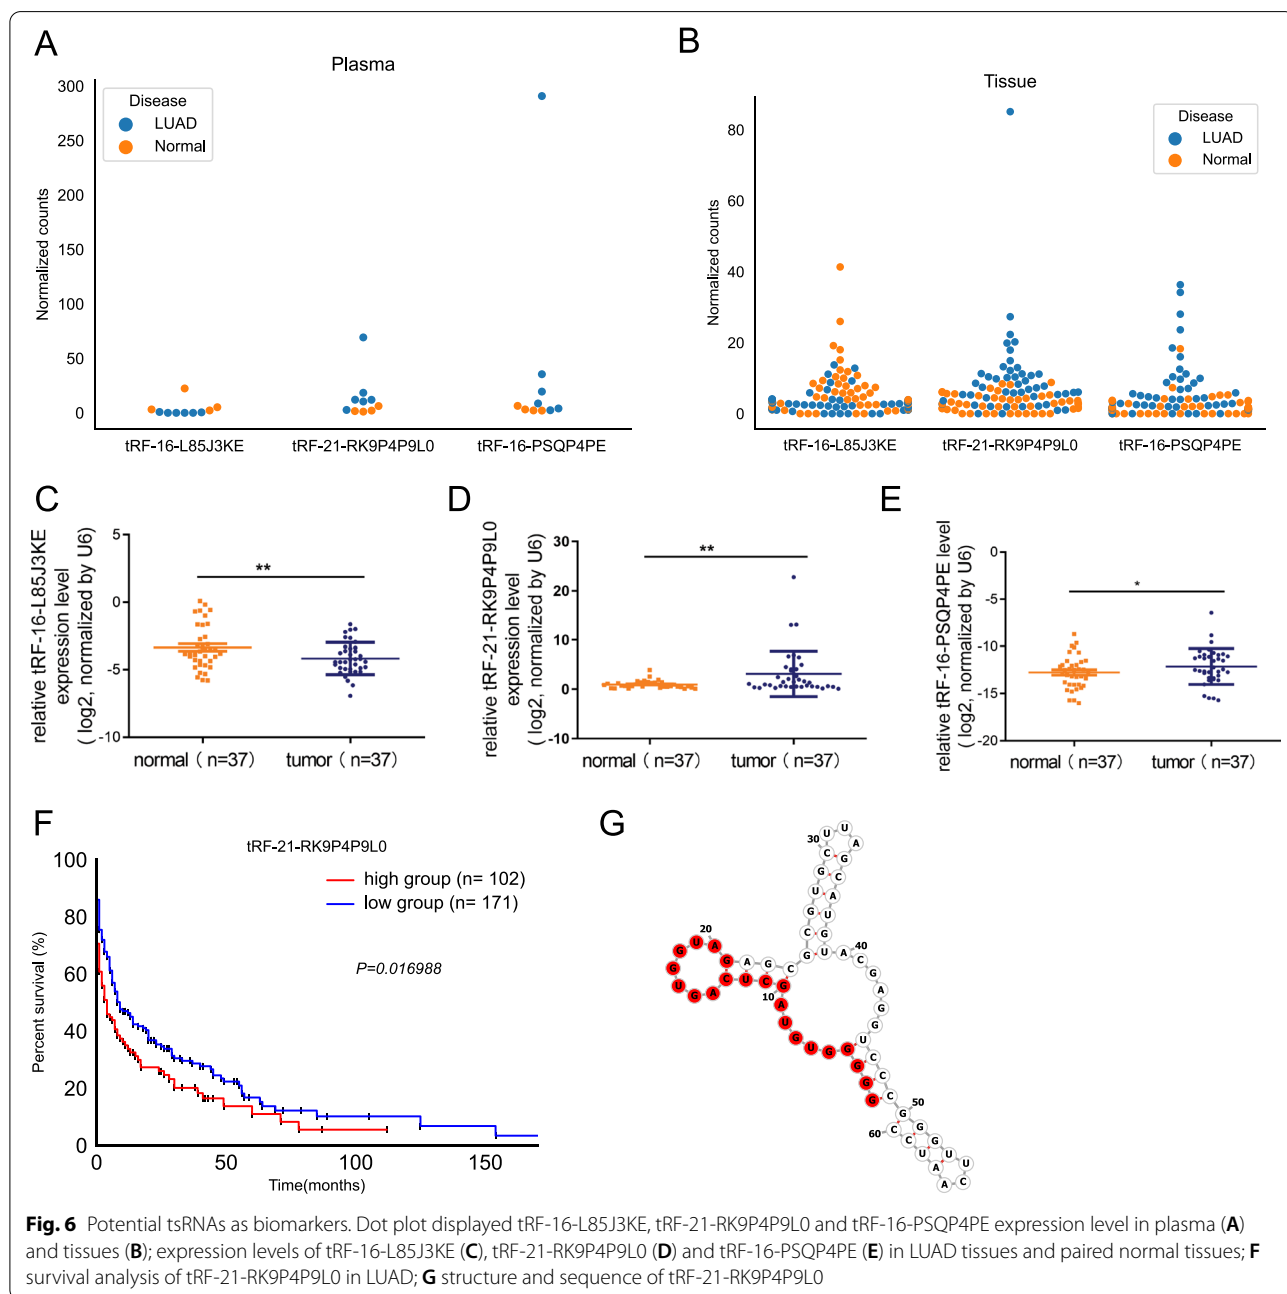 A
Plasma
Normalized counts
300
250
200
150
100
50
0
Disease
LUAD
Normal
tRF-16-L85J3KE
tRF-21-RK9P4P9L0
tRF-16-PSQP4PE
B
Tissue
Normalized counts
80
60
40
20
0
Disease
LUAD
Normal
tRF-16-L85J3KE
tRF-21-RK9P4P9L0
tRF-16-PSQP4PE
C
relative tRF-16-L85J3KE
expression level
( log2, normalized by U6)
5
0
-5
-10
**
normal ( n=37)
tumor ( n=37)
D
relative tRF-21-RK9P4P9L0
expression level
( log2, normalized by U6)
30
20
10
0
-10
**
normal ( n=37)
tumor ( n=37)
E
relative tRF-16-PSQP4PE level
( log2, normalized by U6)
0
-5
-10
-15
-20
*
normal ( n=37)
tumor ( n=37)
F
tRF-21-RK9P4P9L0
Percent survival (%)
100
80
60
40
20
0
high group (n= 102)
low group (n= 171)
P=0.016988
0
50
100
150
Time(months)
G
10
20
30
40
50
60
Fig. 6 Potential tsRNAs as biomarkers. Dot plot displayed tRF-16-L85J3KE, tRF-21-RK9P4P9L0 and tRF-16-PSQP4PE expression level in plasma (A)
and tissues (B); expression levels of tRF-16-L85J3KE (C), tRF-21-RK9P4P9L0 (D) and tRF-16-PSQP4PE (E) in LUAD tissues and paired normal tissues; F
survival analysis of tRF-21-RK9P4P9L0 in LUAD; G structure and sequence of tRF-21-RK9P4P9L0